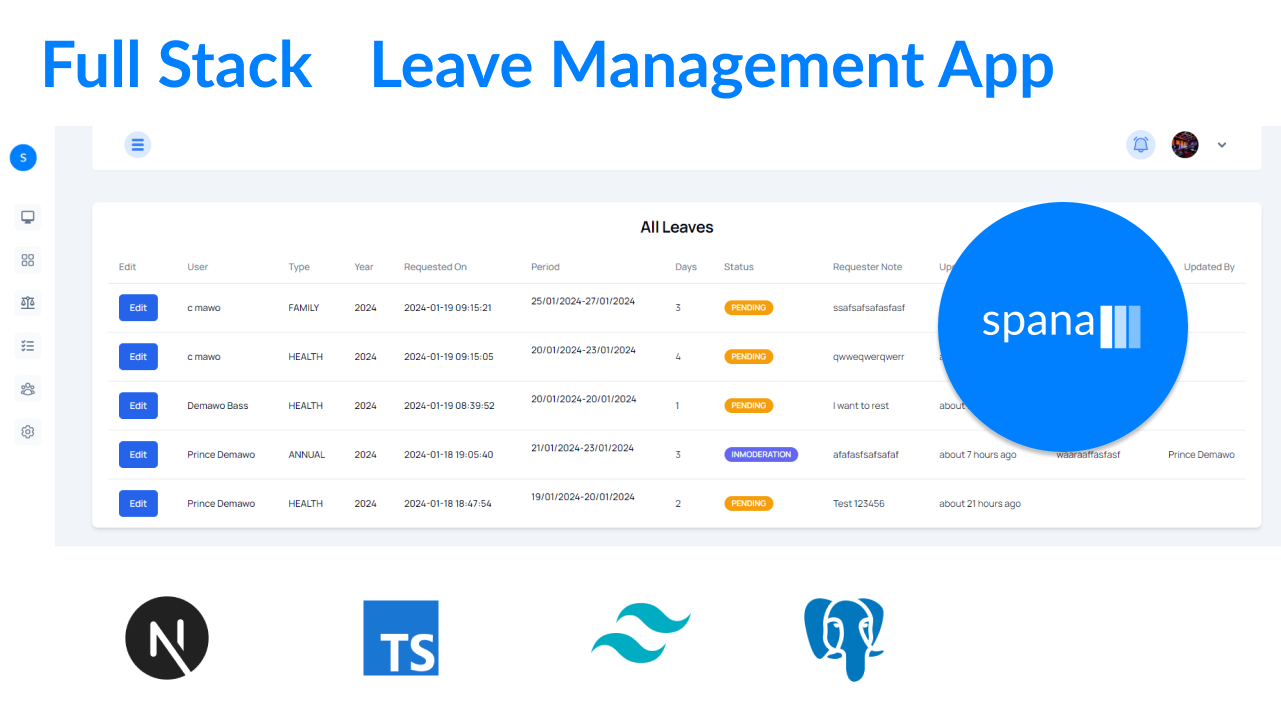 Full Stack Leave Management App
S
All Leaves
Edit User Type Year Requested On Period Days Status Requester Note Updated By
Edit c mawo FAMILY 2024 2024-01-19 09:15:21 25/01/2024-27/01/2024 3 PENDING ssafsafsafasfasf
Edit c mawo HEALTH 2024 2024-01-19 09:15:05 20/01/2024-23/01/2024 4 PENDING qwweqwerqwerr
Edit Demawo Bass HEALTH 2024 2024-01-19 08:39:52 20/01/2024-20/01/2024 1 PENDING I want to rest about
Edit Prince Demawo ANNUAL 2024 2024-01-18 19:05:40 21/01/2024-23/01/2024 3 INMODERATION afafasfsafsafaf about 7 hours ago waaraaffasfasf Prince Demawo
Edit Prince Demawo HEALTH 2024 2024-01-18 18:47:54 19/01/2024-20/01/2024 2 PENDING Test 123456 about 21 hours ago
spana
N TS